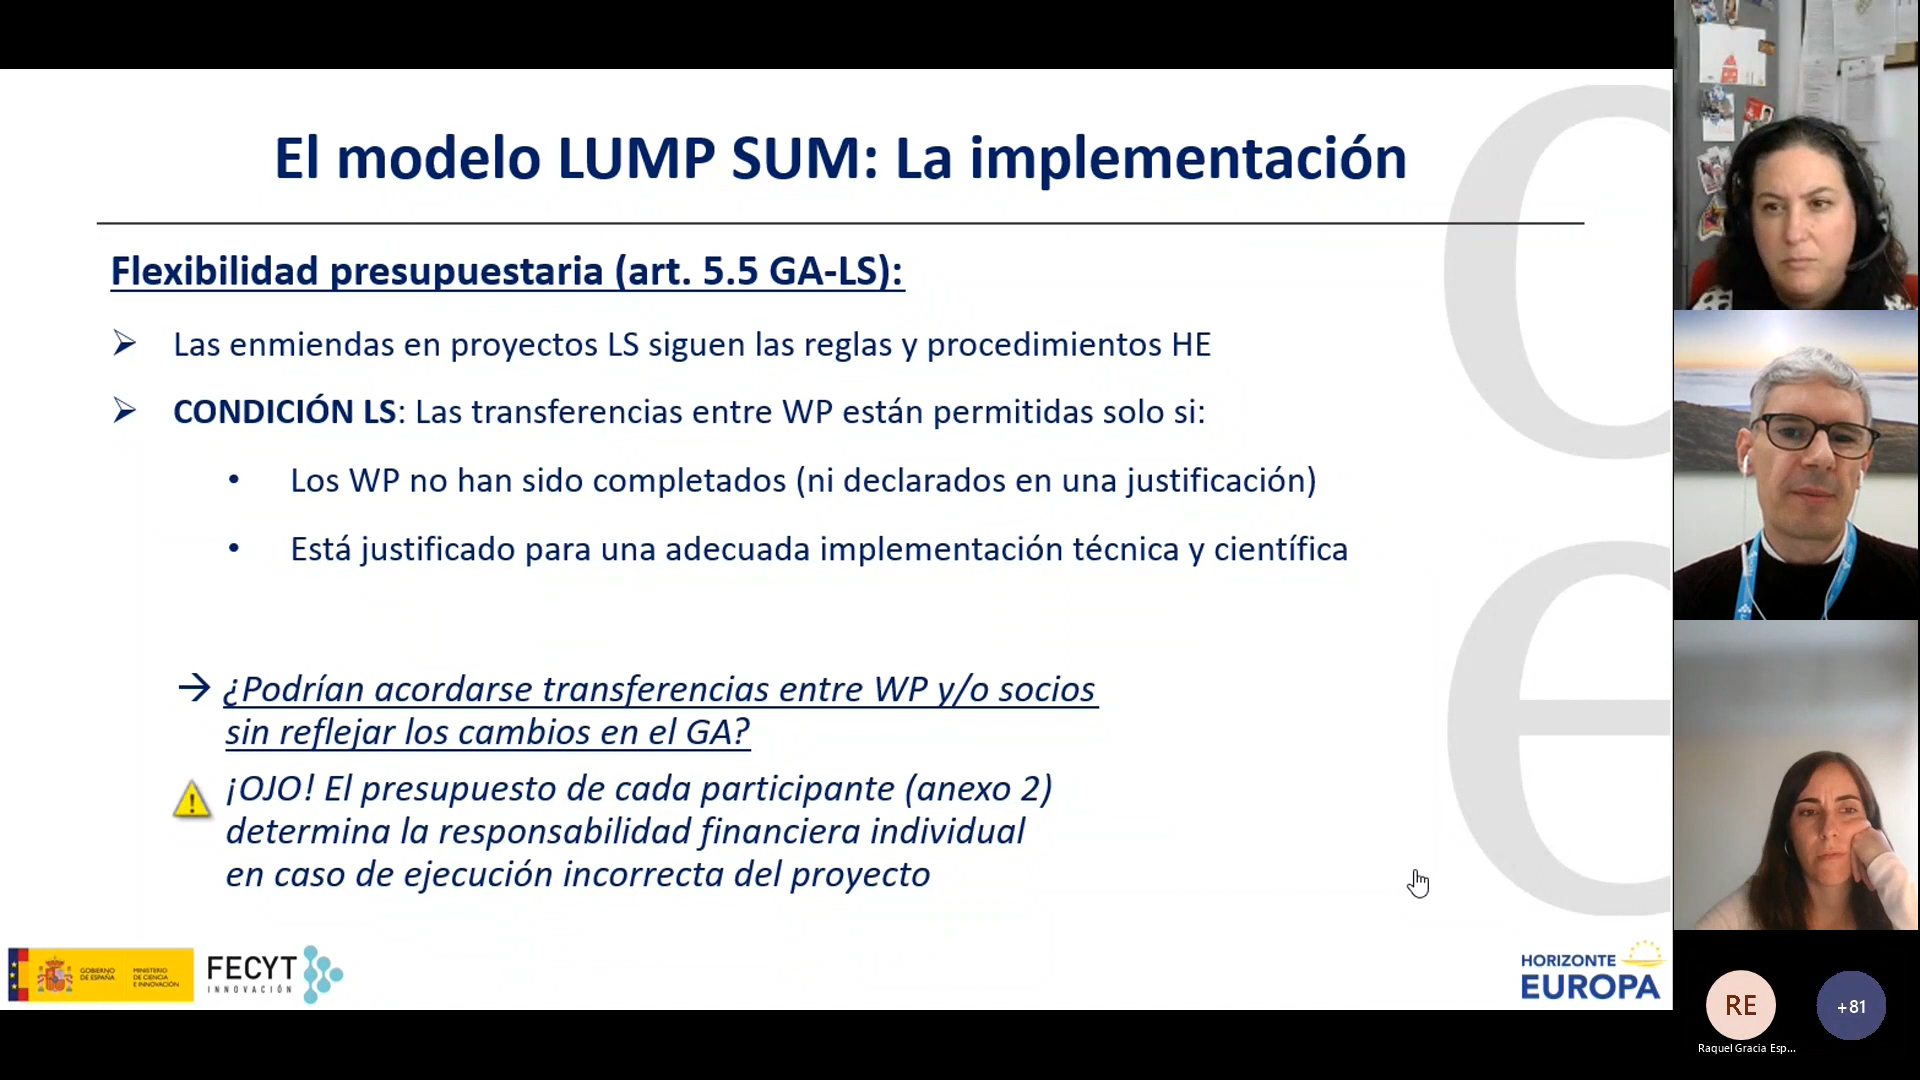 El modelo LUMP SUM: La implementación
Flexibilidad presupuestaria (art. 5.5 GA-LS):
Las enmiendas en proyectos LS siguen las reglas y procedimientos HE
CONDICIÓN LS: Las transferencias entre WP están permitidas solo si:
• Los WP no han sido completados (ni declarados en una justificación)
• Está justificado para una adecuada implementación técnica y científica
→ ¿Podrían acordarse transferencias entre WP y/o socios
sin reflejar los cambios en el GA?
¡OJO! El presupuesto de cada participante (anexo 2)
determina la responsabilidad financiera individual
en caso de ejecución incorrecta del proyecto
GOBIERNO
DE ESPAÑA
MINISTERIO
DE CIENCIA
E INNOVACIÓN
FECYT
INNOVACIÓN
HORIZONTE
EUROPA
RE
+81
Raquel Gracia Esp...